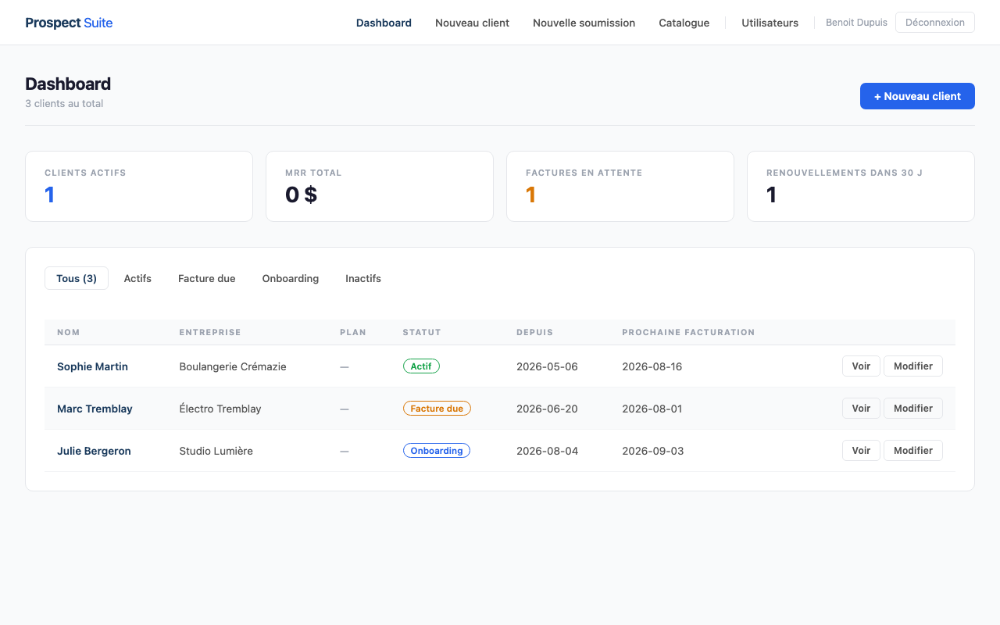 Prospect Suite
Dashboard
Nouveau client
Nouvelle soumission
Catalogue
Utilisateurs
Benoit Dupuis
Déconnexion
Dashboard
3 clients au total
+ Nouveau client
CLIENTS ACTIFS
1
MRR TOTAL
0 $
FACTURES EN ATTENTE
1
RENOUVELLEMENTS DANS 30 J
1
Tous (3) Actifs Facture due Onboarding Inactifs
NOM ENTREPRISE PLAN STATUT DEPUIS PROCHAINE FACTURATION
Sophie Martin Boulangerie Crémazie — Actif 2026-05-06 2026-08-16 Voir Modifier
Marc Tremblay Électro Tremblay — Facture due 2026-06-20 2026-08-01 Voir Modifier
Julie Bergeron Studio Lumière — Onboarding 2026-08-04 2026-09-03 Voir Modifier